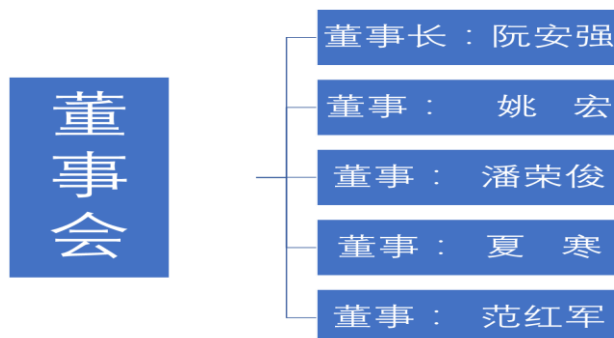 董事会
董事长：阮安强
董事： 姚 宏
董事： 潘荣俊
董事： 夏 寒
董事： 范红军